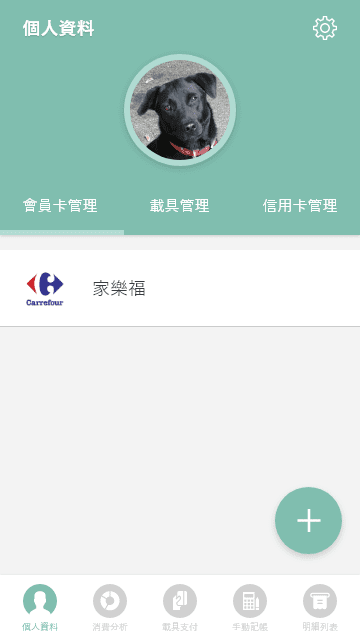 個人資料
會員卡管理
載具管理
信用卡管理
Carrefour
家樂福
個人資料
消費分析
載具支付
手動記帳
明細列表